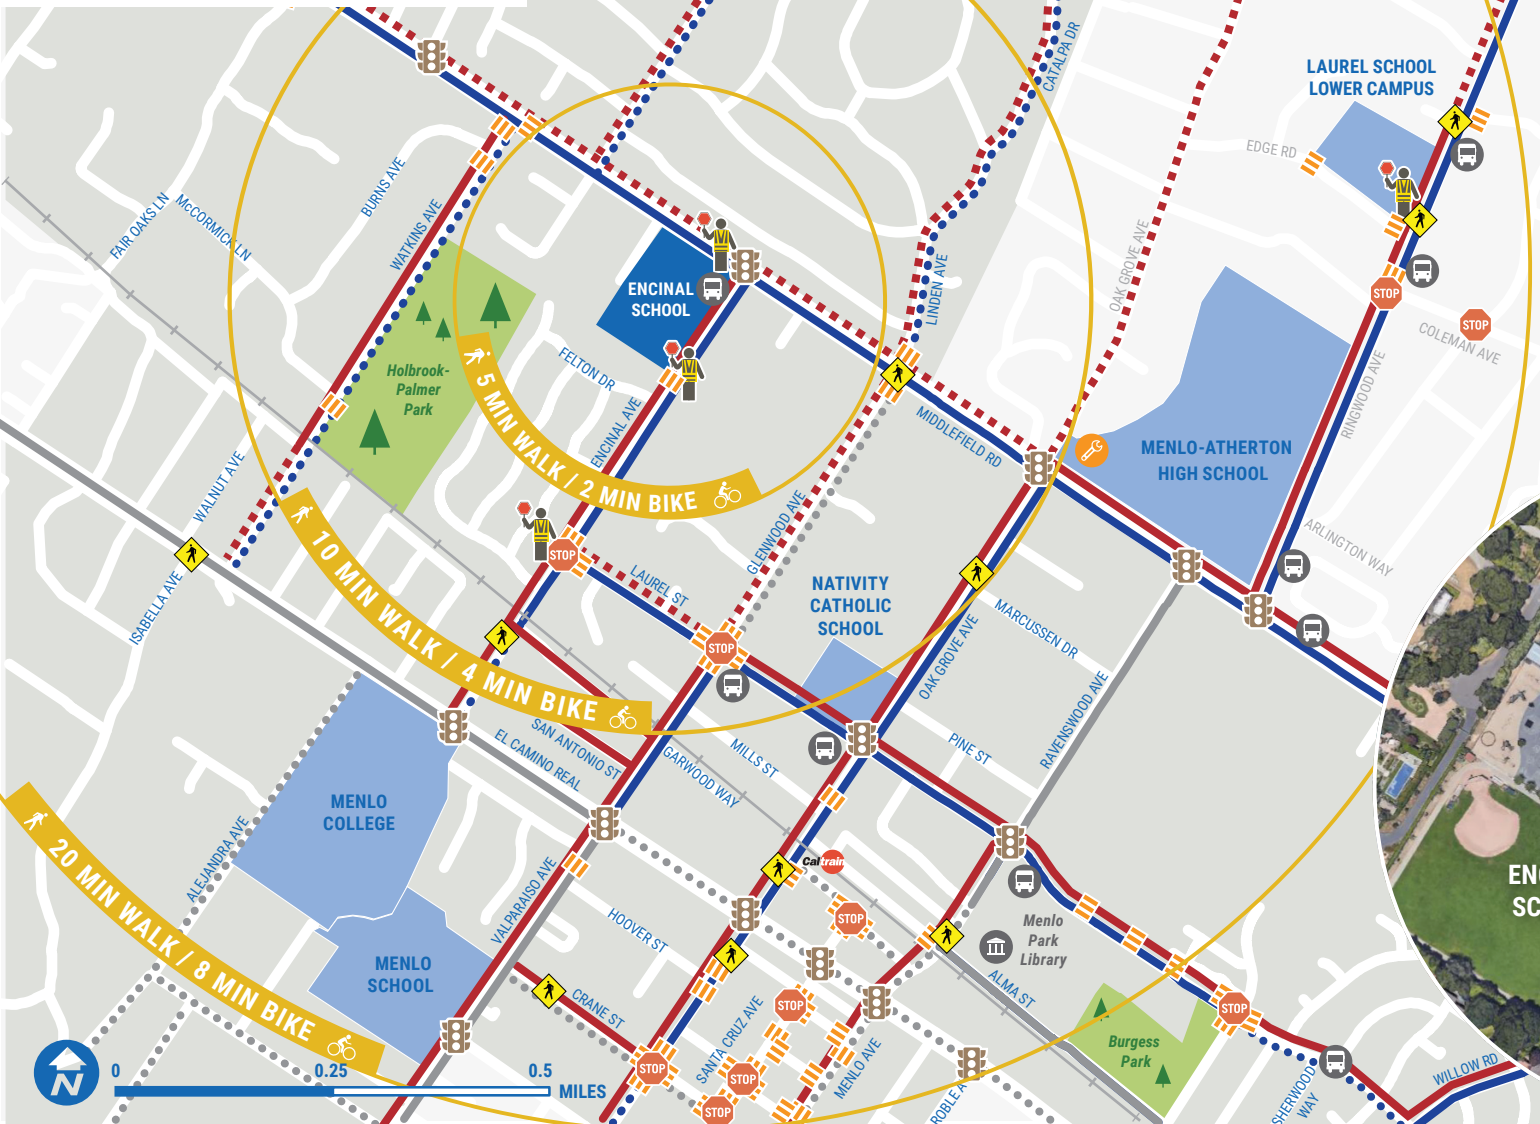 CATALPA DR
LAUREL SCHOOL
LOWER CAMPUS
EDGE RD
BURNS AVE
FAIR OAKS LN
McCORMICK LN
WATKINS AVE
OAK GROVE AVE
LINDEN AVE
ENCINAL
SCHOOL
STOP
STOP
COLEMAN AVE
RINGWOOD AVE
FELTON DR
Holbrook-
Palmer
Park
5 MIN WALK / 2 MIN BIKE
ENCINAL AVE
MIDDLEFIELD RD
MENLO-ATHERTON
HIGH SCHOOL
WALNUT AVE
GLENWOOD AVE
ARLINGTON WAY
10 MIN WALK / 4 MIN BIKE
STOP
LAUREL ST
NATIVITY
CATHOLIC
SCHOOL
ISABELLA AVE
MARCUSSEN DR
OAK GROVE AVE
STOP
RAVENSWOOD AVE
SAN ANTONIO ST
EL CAMINO REAL
GARWOOD WAY
MILLS ST
PINE ST
MENLO
COLLEGE
ALEJANDRA AVE
20 MIN WALK / 8 MIN BIKE
VALPARAISO AVE
Caltrain
HOOVER ST
STOP
Menlo
Park
Library
EN
SC
MENLO
SCHOOL
CRANE ST
ALMA ST
SANTA CRUZ AVE
STOP
STOP
MENLO AVE
STOP
STOP
STOP
ROBLE A
Burgess
Park
SHERWOOD
WAY
WILLOW RD
N
0 0.25 0.5
MILES